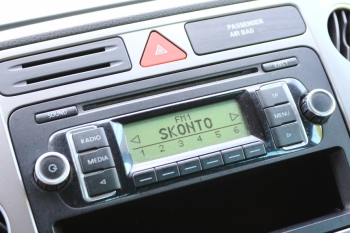 PASSENGER
AIR BAG
SOUND
FM1
SKONTO
1 2 3 4 5 6
RADIO
MEDIA
TP
MENU